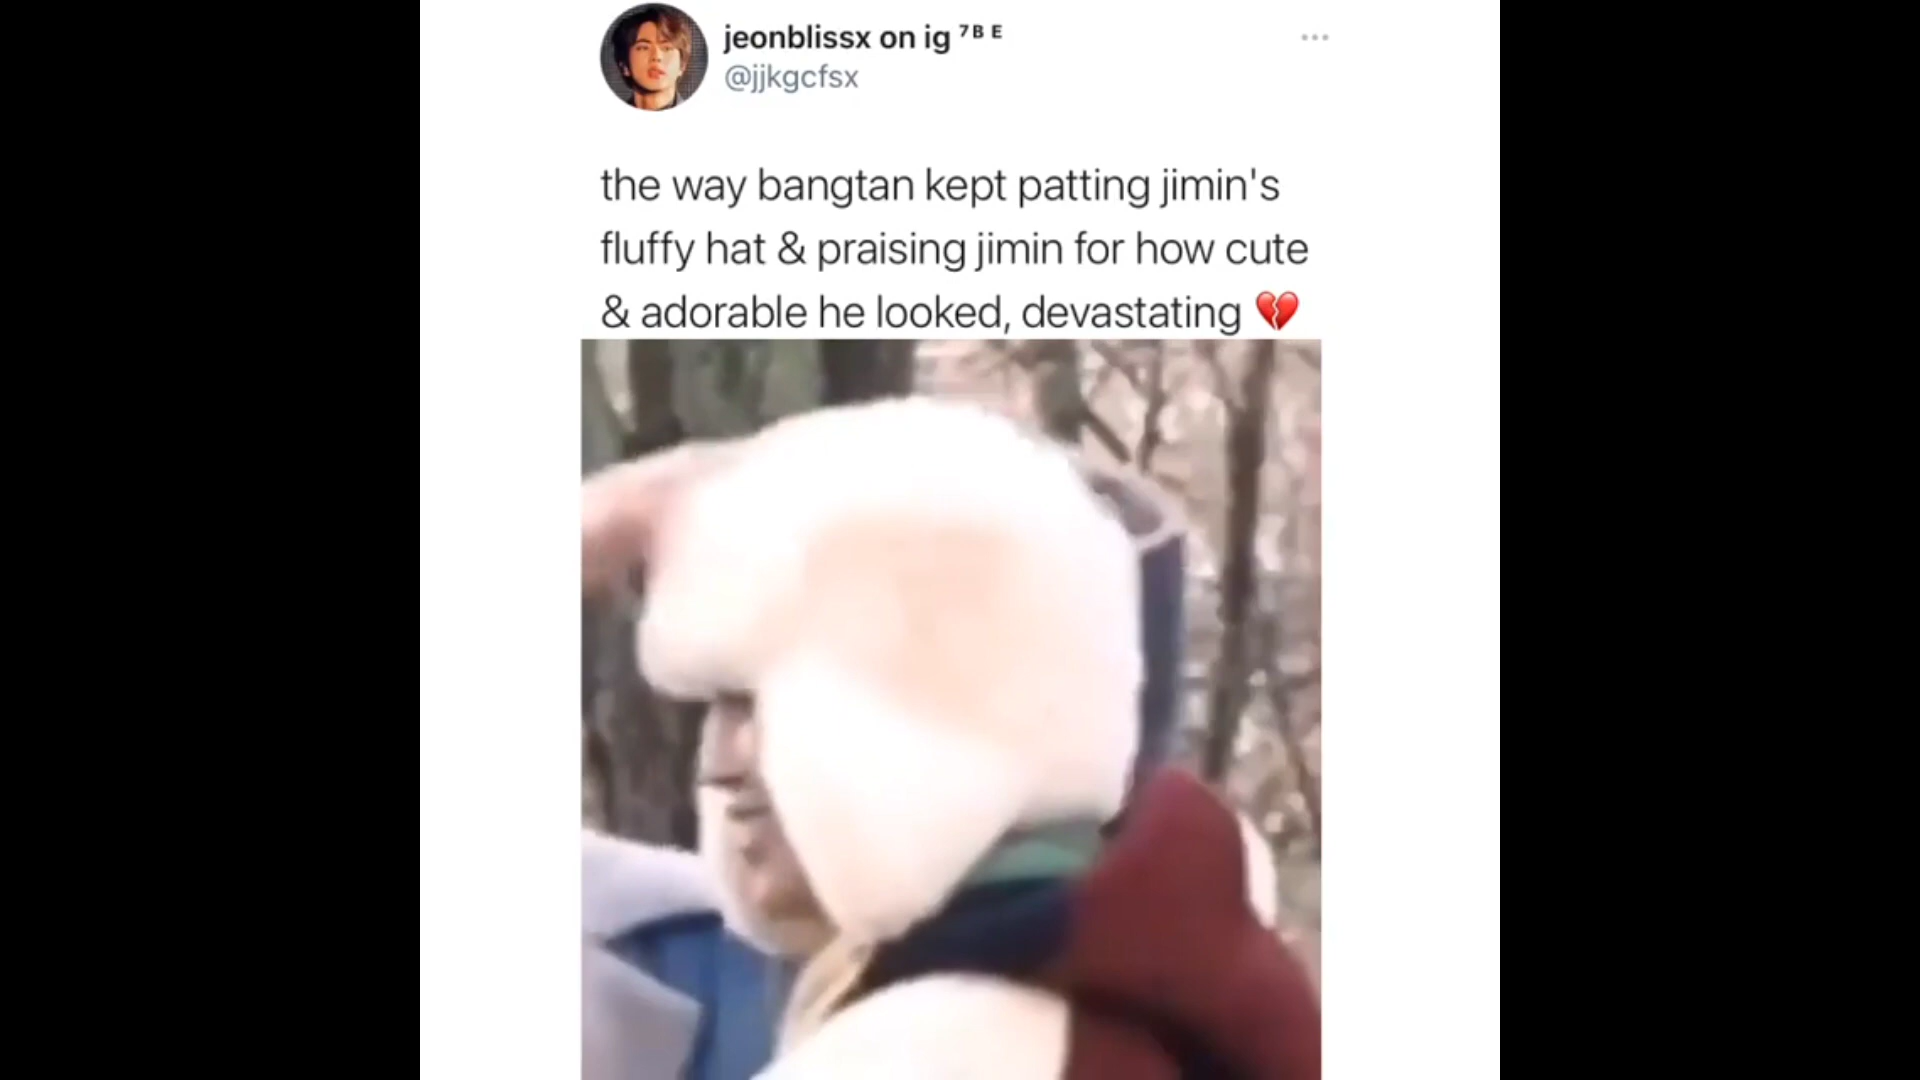 jeonblissx on ig ⁷ᴮ ᴱ
@jjkgcfsx
the way bangtan kept patting jimin's
fluffy hat & praising jimin for how cute
& adorable he looked, devastating 💔